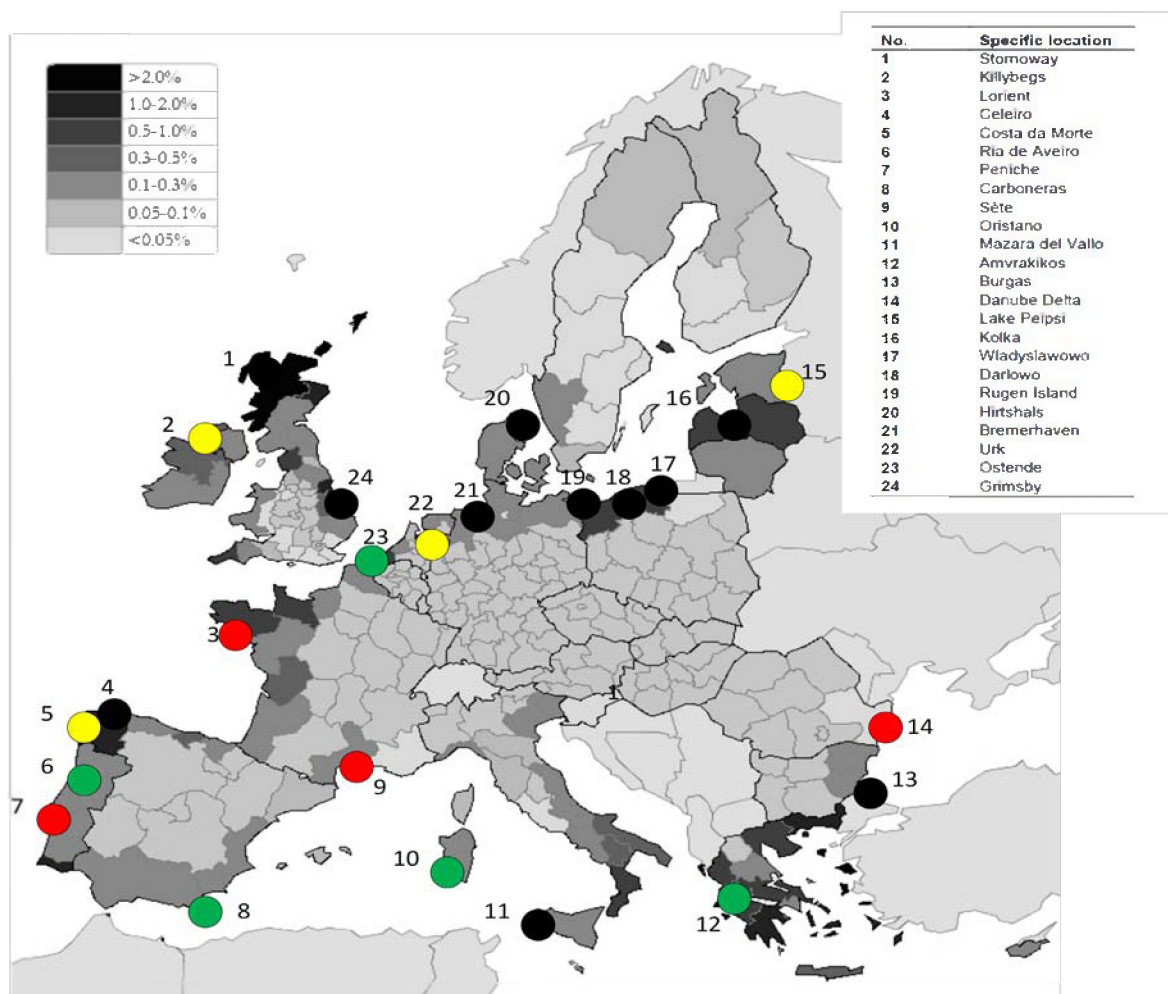 No. Specific location
1 Stornoway
2 Killybegs
3 Lorient
4 Celeiro
5 Costa da Morte
6 Ria de Aveiro
7 Peniche
8 Carboneras
9 Sète
10 Oristano
11 Mazara del Vallo
12 Amvrakikos
13 Burgas
14 Danube Delta
15 Lake Peipsi
16 Kolka
17 Wladyslawowo
18 Darlowo
19 Rugen Island
20 Hirtshals
21 Bremerhaven
22 Urk
23 Ostende
24 Grimsby
>2.0%
1.0-2.0%
0.5-1.0%
0.3-0.5%
0.1-0.3%
0.05-0.1%
<0.05%
1
15
20
16
2
17
24
19
18
21
22
23
3
4
5
14
6
13
9
7
10
8
11
12
1